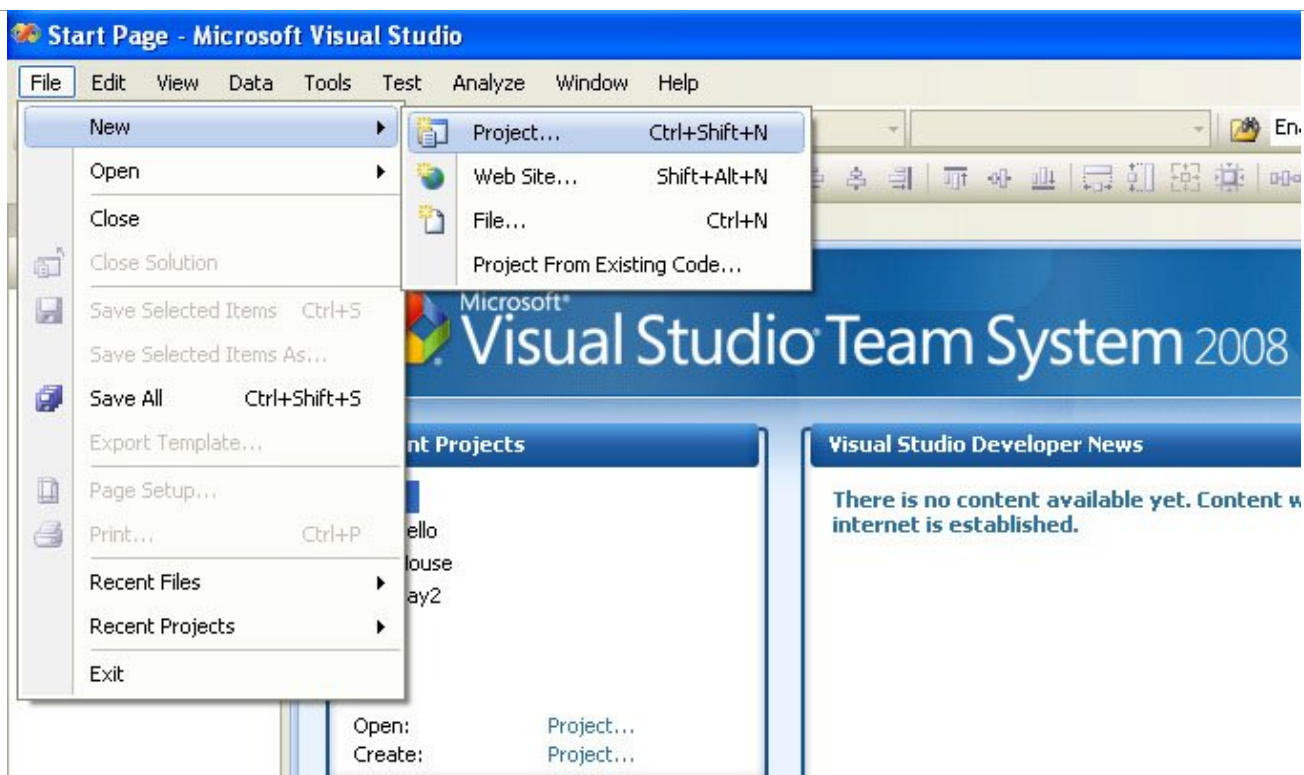 Start Page - Microsoft Visual Studio
File Edit View Data Tools Test Analyze Window Help
New
Open
Close
Close Solution
Save Selected Items Ctrl+S
Save Selected Items As...
Save All Ctrl+Shift+S
Export Template...
Page Setup...
Print... Ctrl+P
Recent Files
Recent Projects
Exit
Project... Ctrl+Shift+N
Web Site... Shift+Alt+N
File... Ctrl+N
Project From Existing Code...
Microsoft®
Visual Studio® Team System 2008
Projects
Open: Project...
Create: Project...
Visual Studio Developer News
There is no content available yet. Content
internet is established.